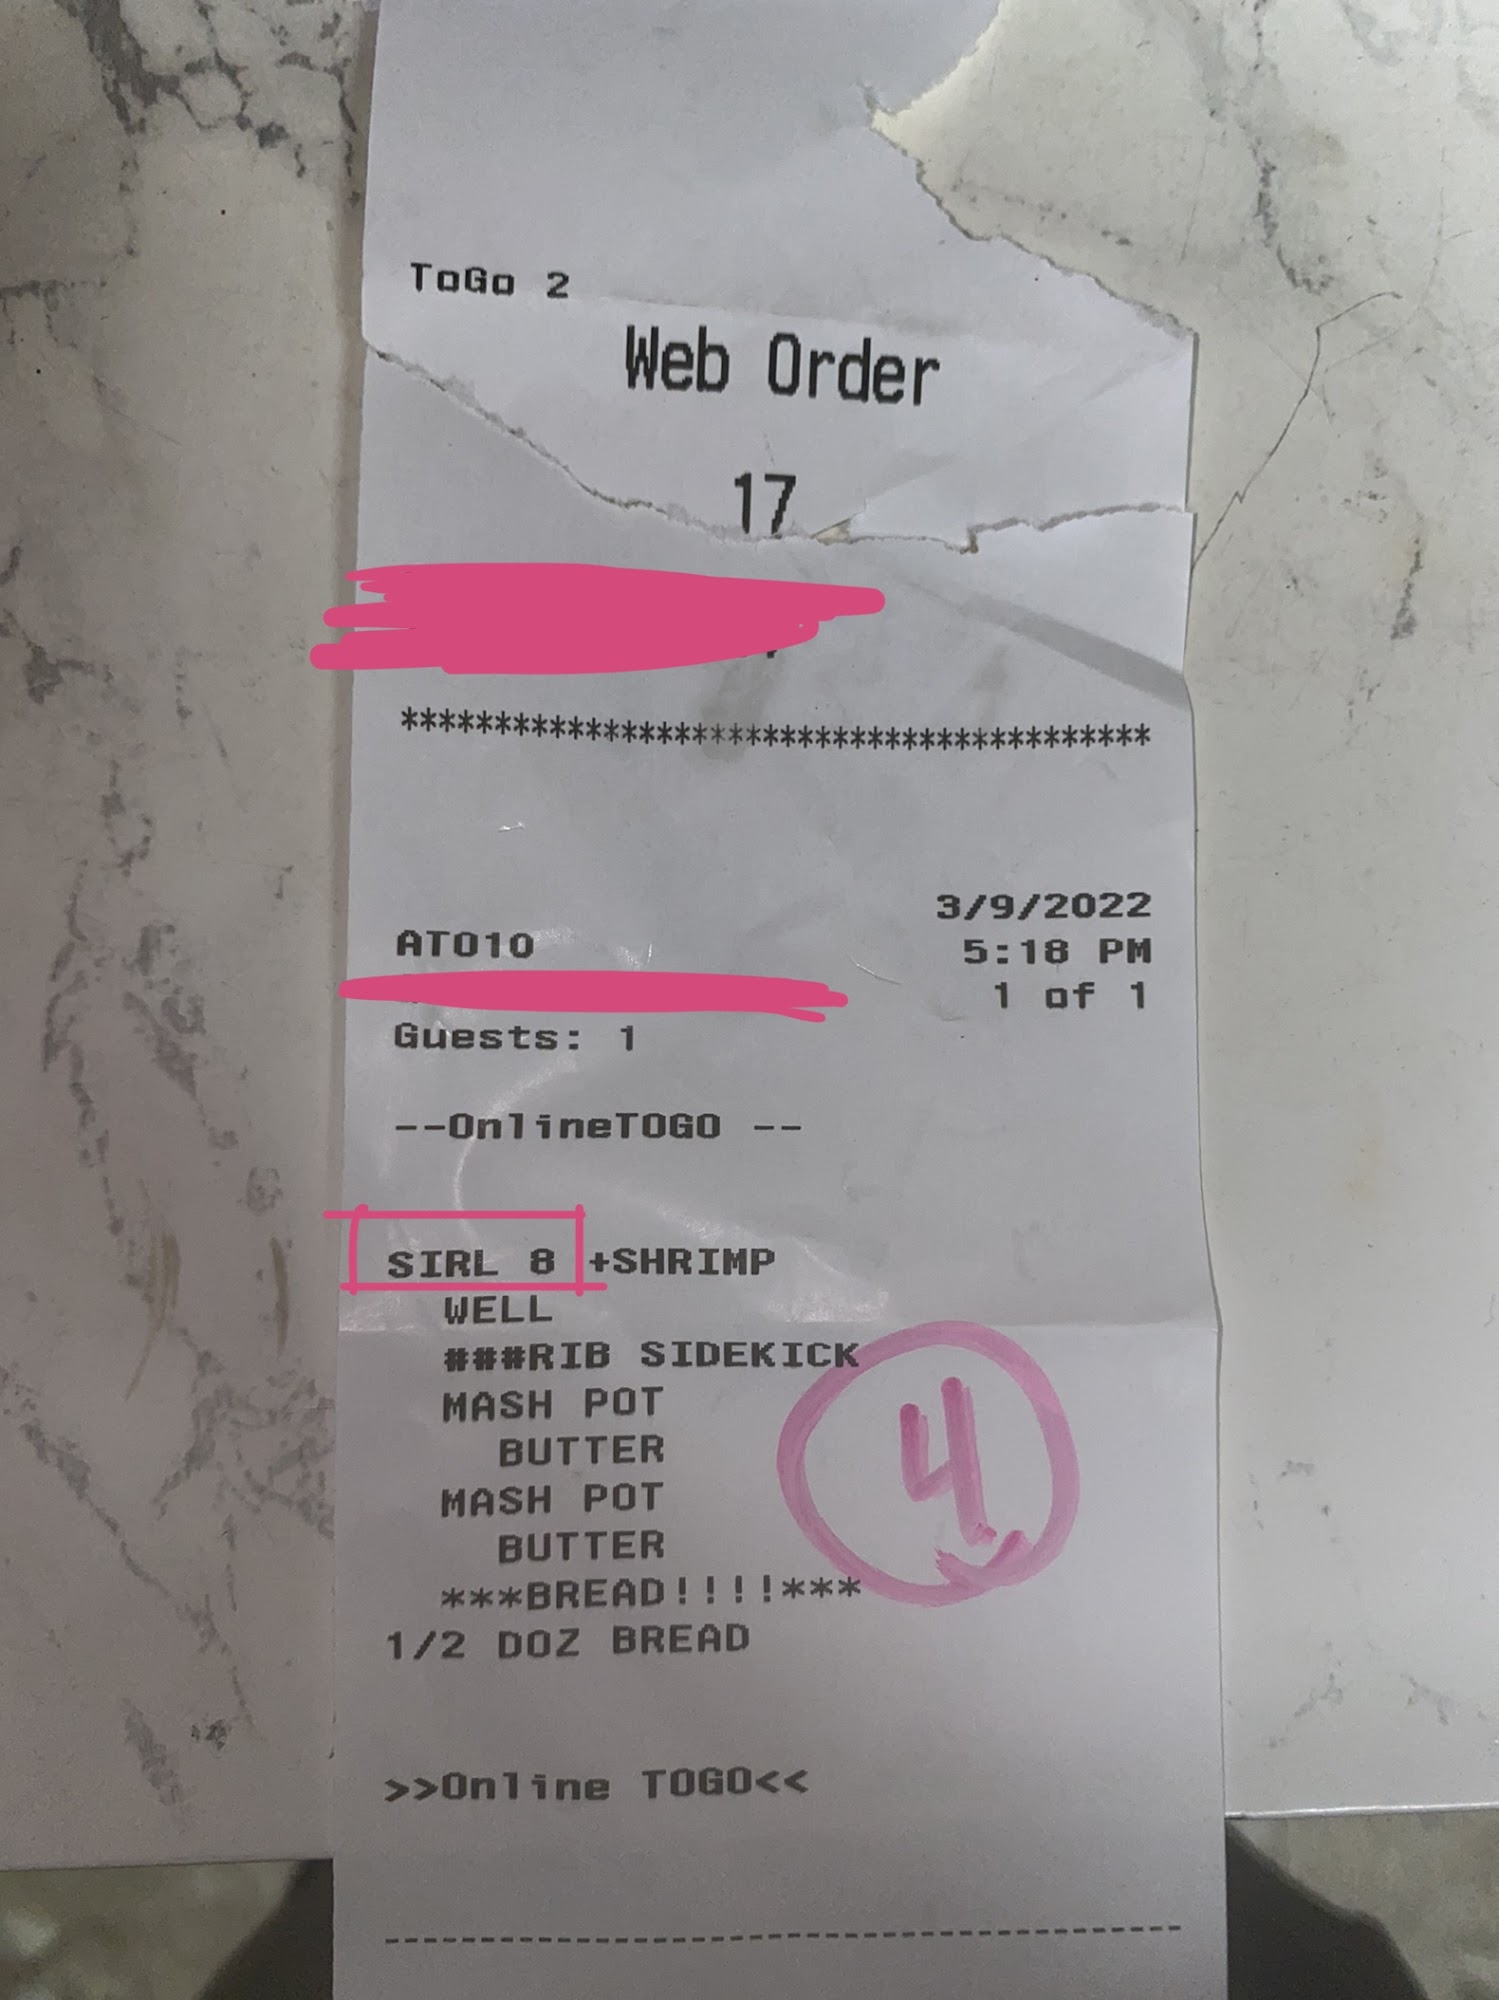 ToGo 2
Web Order
17
****************************************
3/9/2022
ATO10
5:18 PM
1 of 1
Guests: 1
--OnlineTOGO --
SIRL 8 +SHRIMP
WELL
###RIB SIDEKICK
MASH POT
BUTTER
MASH POT
BUTTER
4
***BREAD!!!!***
1/2 DOZ BREAD
>>Online TOGO<<